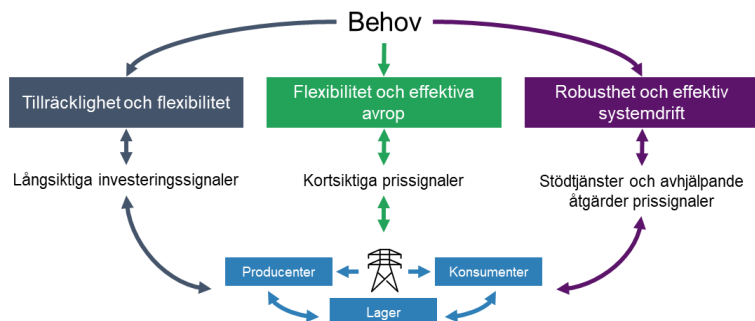 Behov
Tillräcklighet och flexibilitet
Flexibilitet och effektiva
avrop
Robusthet och effektiv
systemdrift
Långsiktiga investeringssignaler
Kortsiktiga prissignaler
Stödtjänster och avhjälpande
åtgärder prissignaler
Producenter
Konsumenter
Lager